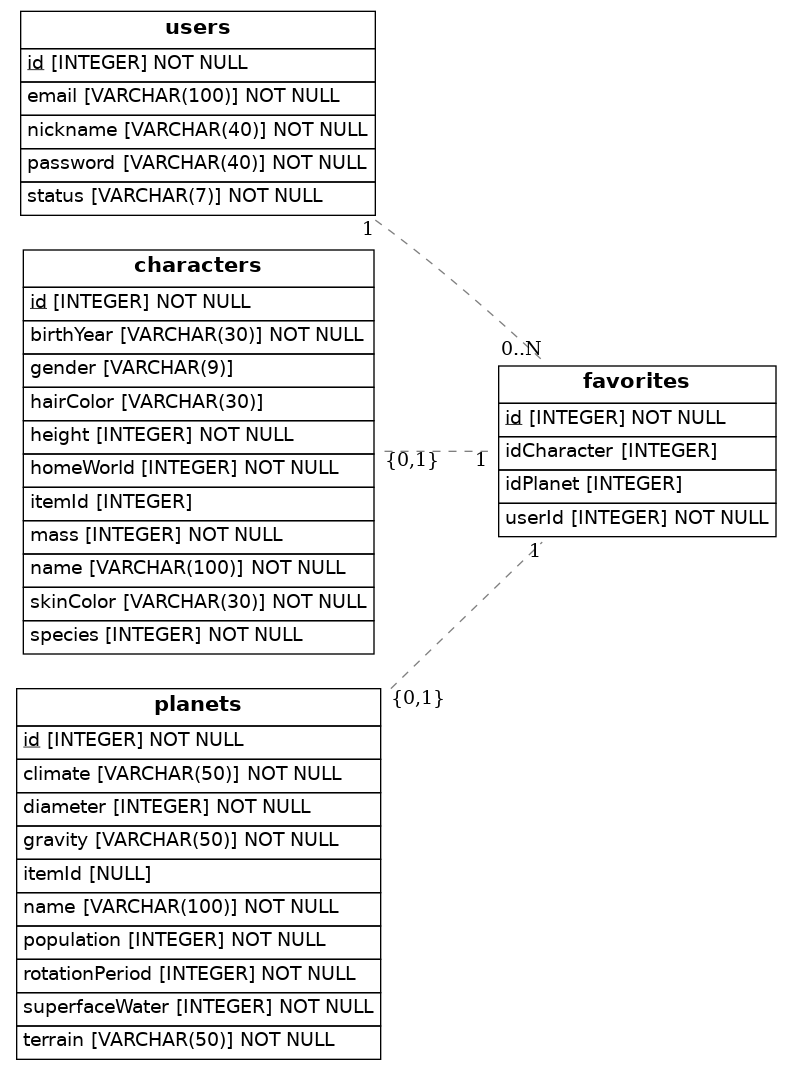 users
id [INTEGER] NOT NULL
email [VARCHAR(100)] NOT NULL
nickname [VARCHAR(40)] NOT NULL
password [VARCHAR(40)] NOT NULL
status [VARCHAR(7)] NOT NULL
1
characters
id [INTEGER] NOT NULL
birthYear [VARCHAR(30)] NOT NULL
gender [VARCHAR(9)]
hairColor [VARCHAR(30)]
height [INTEGER] NOT NULL
homeWorld [INTEGER] NOT NULL
itemId [INTEGER]
mass [INTEGER] NOT NULL
name [VARCHAR(100)] NOT NULL
skinColor [VARCHAR(30)] NOT NULL
species [INTEGER] NOT NULL
{0,1}
1
0..N
favorites
id [INTEGER] NOT NULL
idCharacter [INTEGER]
idPlanet [INTEGER]
userId [INTEGER] NOT NULL
1
{0,1}
planets
id [INTEGER] NOT NULL
climate [VARCHAR(50)] NOT NULL
diameter [INTEGER] NOT NULL
gravity [VARCHAR(50)] NOT NULL
itemId [NULL]
name [VARCHAR(100)] NOT NULL
population [INTEGER] NOT NULL
rotationPeriod [INTEGER] NOT NULL
superfaceWater [INTEGER] NOT NULL
terrain [VARCHAR(50)] NOT NULL